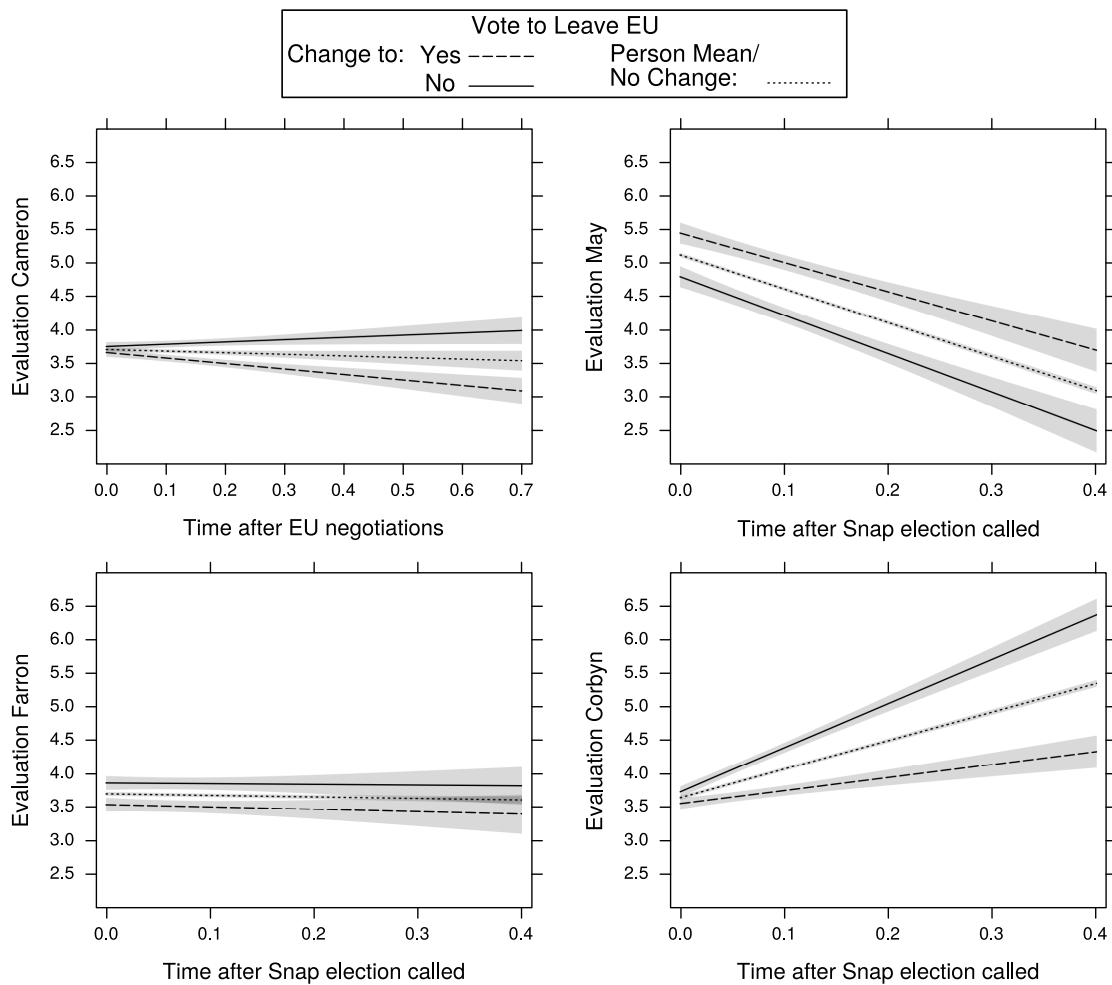 Vote to Leave EU
Change to: Yes Person Mean/
No No Change:
Evaluation Cameron
6.5
6.0
5.5
5.0
4.5
4.0
3.5
3.0
2.5
0.0 0.1 0.2 0.3 0.4 0.5 0.6 0.7
Time after EU negotiations
Evaluation May
6.5
6.0
5.5
5.0
4.5
4.0
3.5
3.0
2.5
0.0 0.1 0.2 0.3 0.4
Time after Snap election called
Evaluation Farron
6.5
6.0
5.5
5.0
4.5
4.0
3.5
3.0
2.5
0.0 0.1 0.2 0.3 0.4
Time after Snap election called
Evaluation Corbyn
6.5
6.0
5.5
5.0
4.5
4.0
3.5
3.0
2.5
0.0 0.1 0.2 0.3 0.4
Time after Snap election called